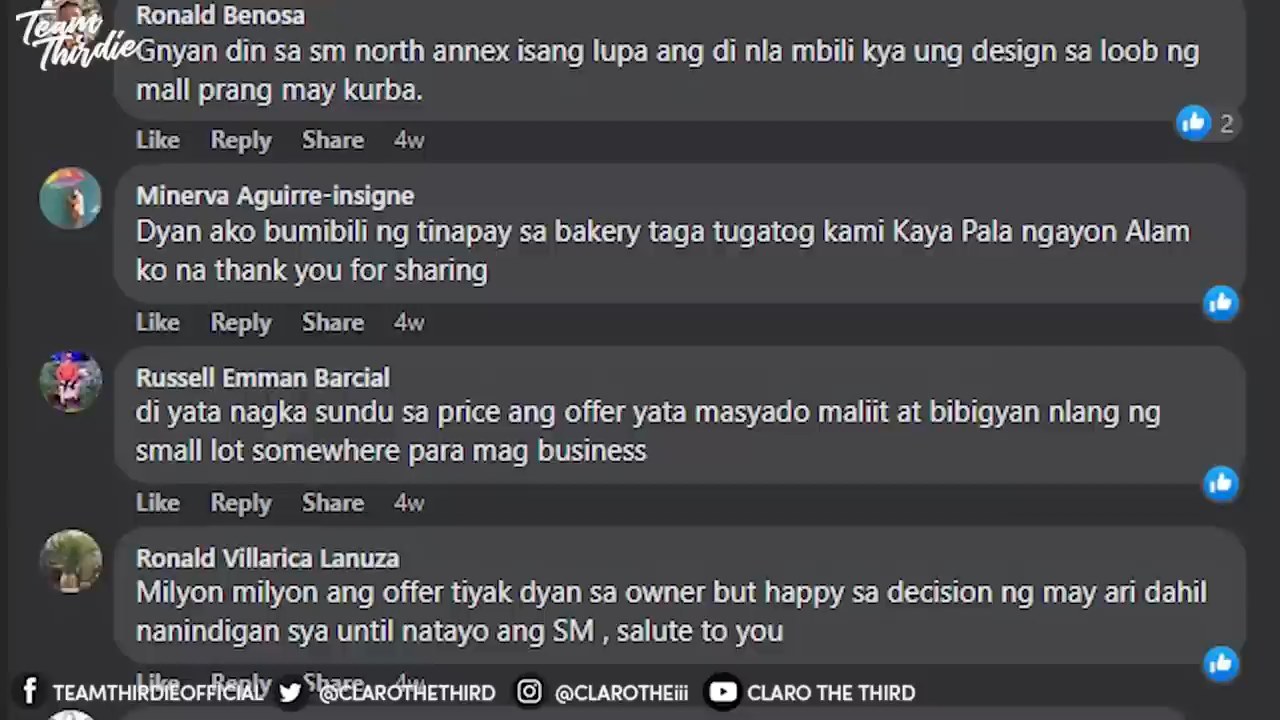 Team
Thirdie
Ronald Benosa
Gnyan din sa sm north annex isang lupa ang di nla mbili kya ung design sa loob ng
mall prang may kurba.
Like Reply Share 4w
2
Minerva Aguirre-insigne
Dyan ako bumibili ng tinapay sa bakery taga tugatog kami Kaya Pala ngayon Alam
ko na thank you for sharing
Like Reply Share 4w
Russell Emman Barcial
di yata nagka sundu sa price ang offer yata masyado maliit at bibigyan nlang ng
small lot somewhere para mag business
Like Reply Share 4w
Ronald Villarica Lanuza
Milyon milyon ang offer tiyak dyan sa owner but happy sa decision ng may ari dahil
nanindigan sya until natayo ang SM , salute to you
Like Reply Share 4w
TEAMTHIRDIEOFFICIAL @CLAROTHETHIRD @CLAROTHEiii CLARO THE THIRD